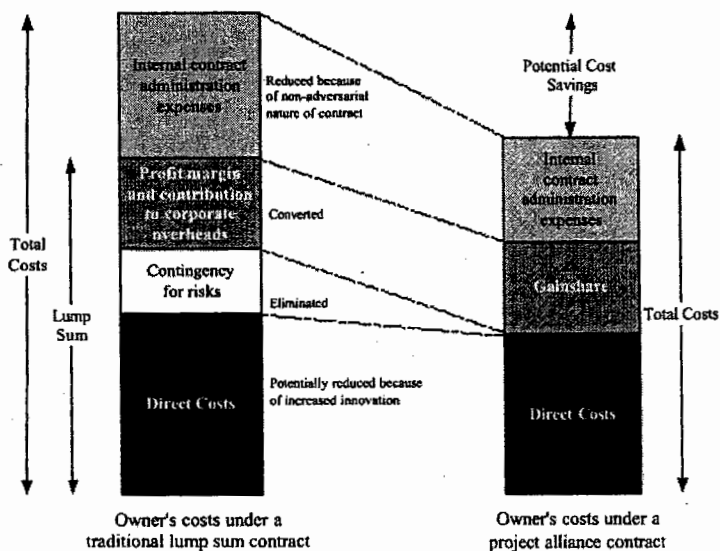 Internal contract
administration
expenses
Reduced because
of non-adversarial
nature of contract
Potential Cost
Savings
Profit margin
and contribution
to corporate
overheads
Converted
Internal
contract
administration
expenses
Total
Costs
Contingency
for risks
Eliminated
Gainshare
Lump
Sum
Total Costs
Direct Costs
Potentially reduced because
of increased innovation
Direct Costs
Owner's costs under a
traditional lump sum contract
Owner's costs under a
project alliance contract